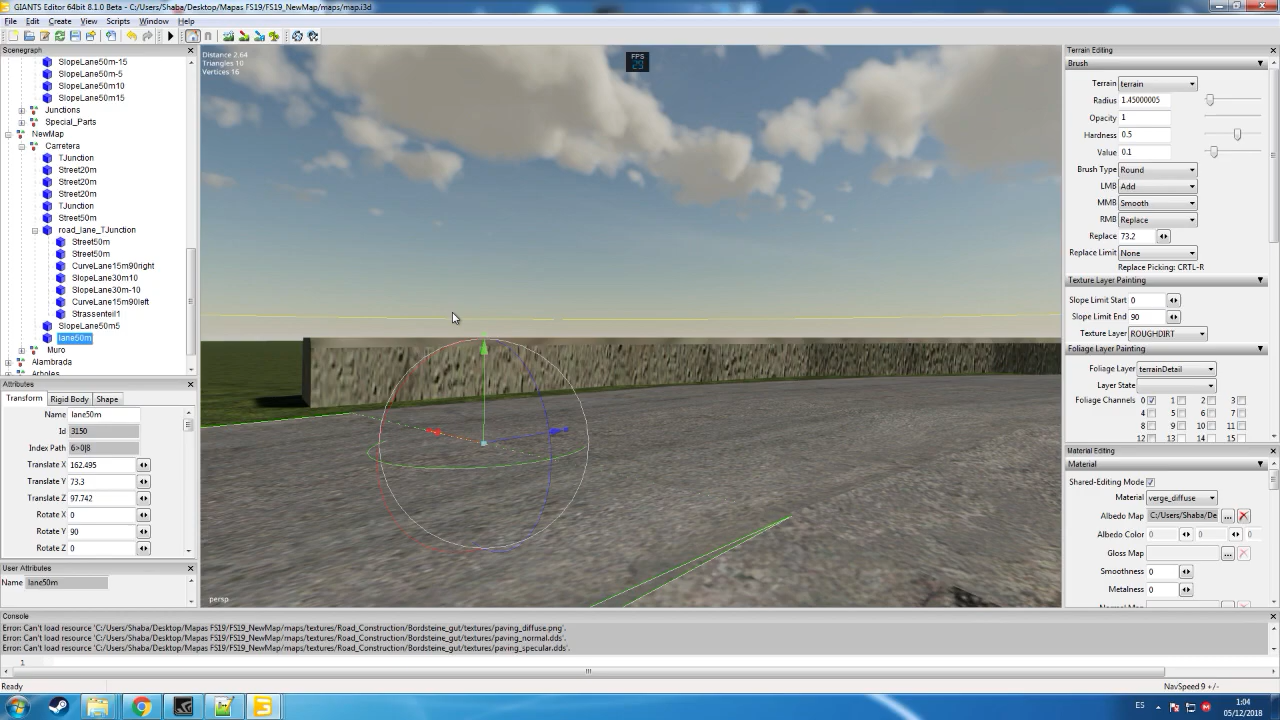 GIANTS Editor 64bit 8.1.0 Beta - C:/Users/Shaba/Desktop/Mapas FS19/FS19_NewMap/maps/map.i3d
File Edit Create View Scripts Window Help
Scenegraph
SlopeLane50m-15
SlopeLane50m-5
SlopeLane50m10
SlopeLane50m15
Junctions
Special_Parts
NewMap
Carretera
TJunction
Street20m
Street20m
Street20m
TJunction
Street50m
road_lane_TJunction
Street50m
Street50m
CurveLane15m90right
SlopeLane30m10
SlopeLane30m-10
CurveLane15m90left
Strassenteil1
SlopeLane50m5
lane50m
Muro
Alambrada
Arboles
Attributes
Transform Rigid Body Shape
Name lane50m
Id 3150
Index Path 6>0|8
Translate X 162.495
Translate Y 73.3
Translate Z 97.742
Rotate X 0
Rotate Y 90
Rotate Z 0
User Attributes
Name lane50m
Distance 2.64
Triangles 10
Vertices 16
FPS
persp
Terrain Editing
Brush
Terrain terrain
Radius 1.45000005
Opacity 1
Hardness 0.5
Value 0.1
Brush Type Round
LMB Add
MMB Smooth
RMB Replace
Replace 73.2
Replace Limit None
Replace Picking: CRTL-R
Texture Layer Painting
Slope Limit Start 0
Slope Limit End 90
Texture Layer ROUGHDIRT
Foliage Layer Painting
Foliage Layer terrainDetail
Layer State
Foliage Channels 0 1 2 3
4 5 6 7
8 9 10 11
12 13 14 15
Material Editing
Material
Shared-Editing Mode
Material verge_diffuse
Albedo Map C:/Users/Shaba/De ...
Albedo Color 0 0 0
Gloss Map ...
Smoothness 0
Metalness 0
Console
Error: Can't load resource 'C:/Users/Shaba/Desktop/Mapas FS19/FS19_NewMap/maps/textures/Road_Construction/Bordsteine_gut/textures/paving_diffuse.png'.
Error: Can't load resource 'C:/Users/Shaba/Desktop/Mapas FS19/FS19_NewMap/maps/textures/Road_Construction/Bordsteine_gut/textures/paving_normal.dds'.
Error: Can't load resource 'C:/Users/Shaba/Desktop/Mapas FS19/FS19_NewMap/maps/textures/Road_Construction/Bordsteine_gut/textures/paving_specular.dds'.
1
Ready
NavSpeed 9 +/-
ES
1:04
05/12/2018